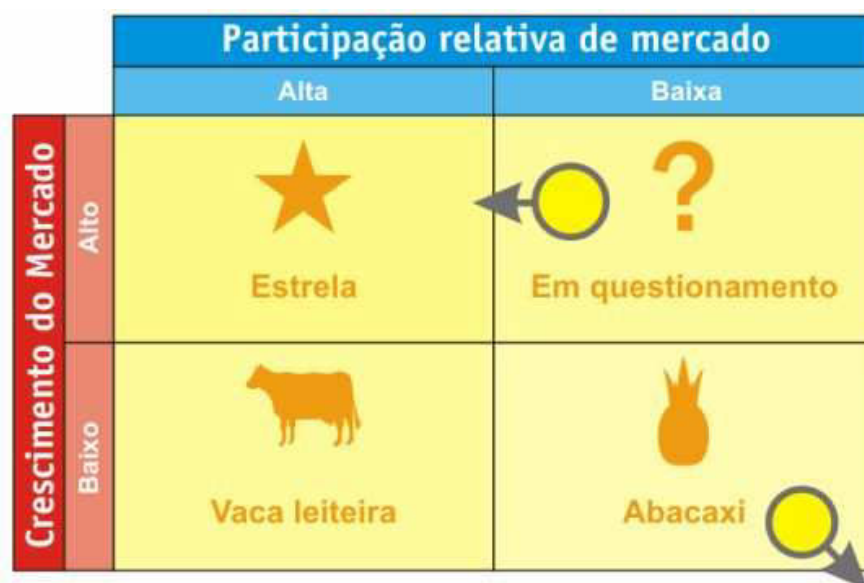 Participação relativa de mercado
Alta
Baixa
Crescimento do Mercado
Alto
Estrela
?
Em questionamento
Baixo
Vaca leiteira
Abacaxi